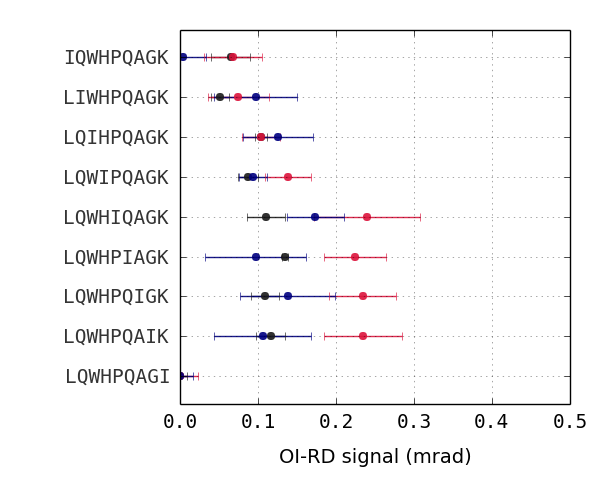 IQWHPQAGK
LIWHPQAGK
LQIHPQAGK
LQWIPQAGK
LQWHIQAGK
LQWHPIAGK
LQWHPQIGK
LQWHPQAIK
LQWHPQAGI
0.0 0.1 0.2 0.3 0.4 0.5
OI-RD signal (mrad)